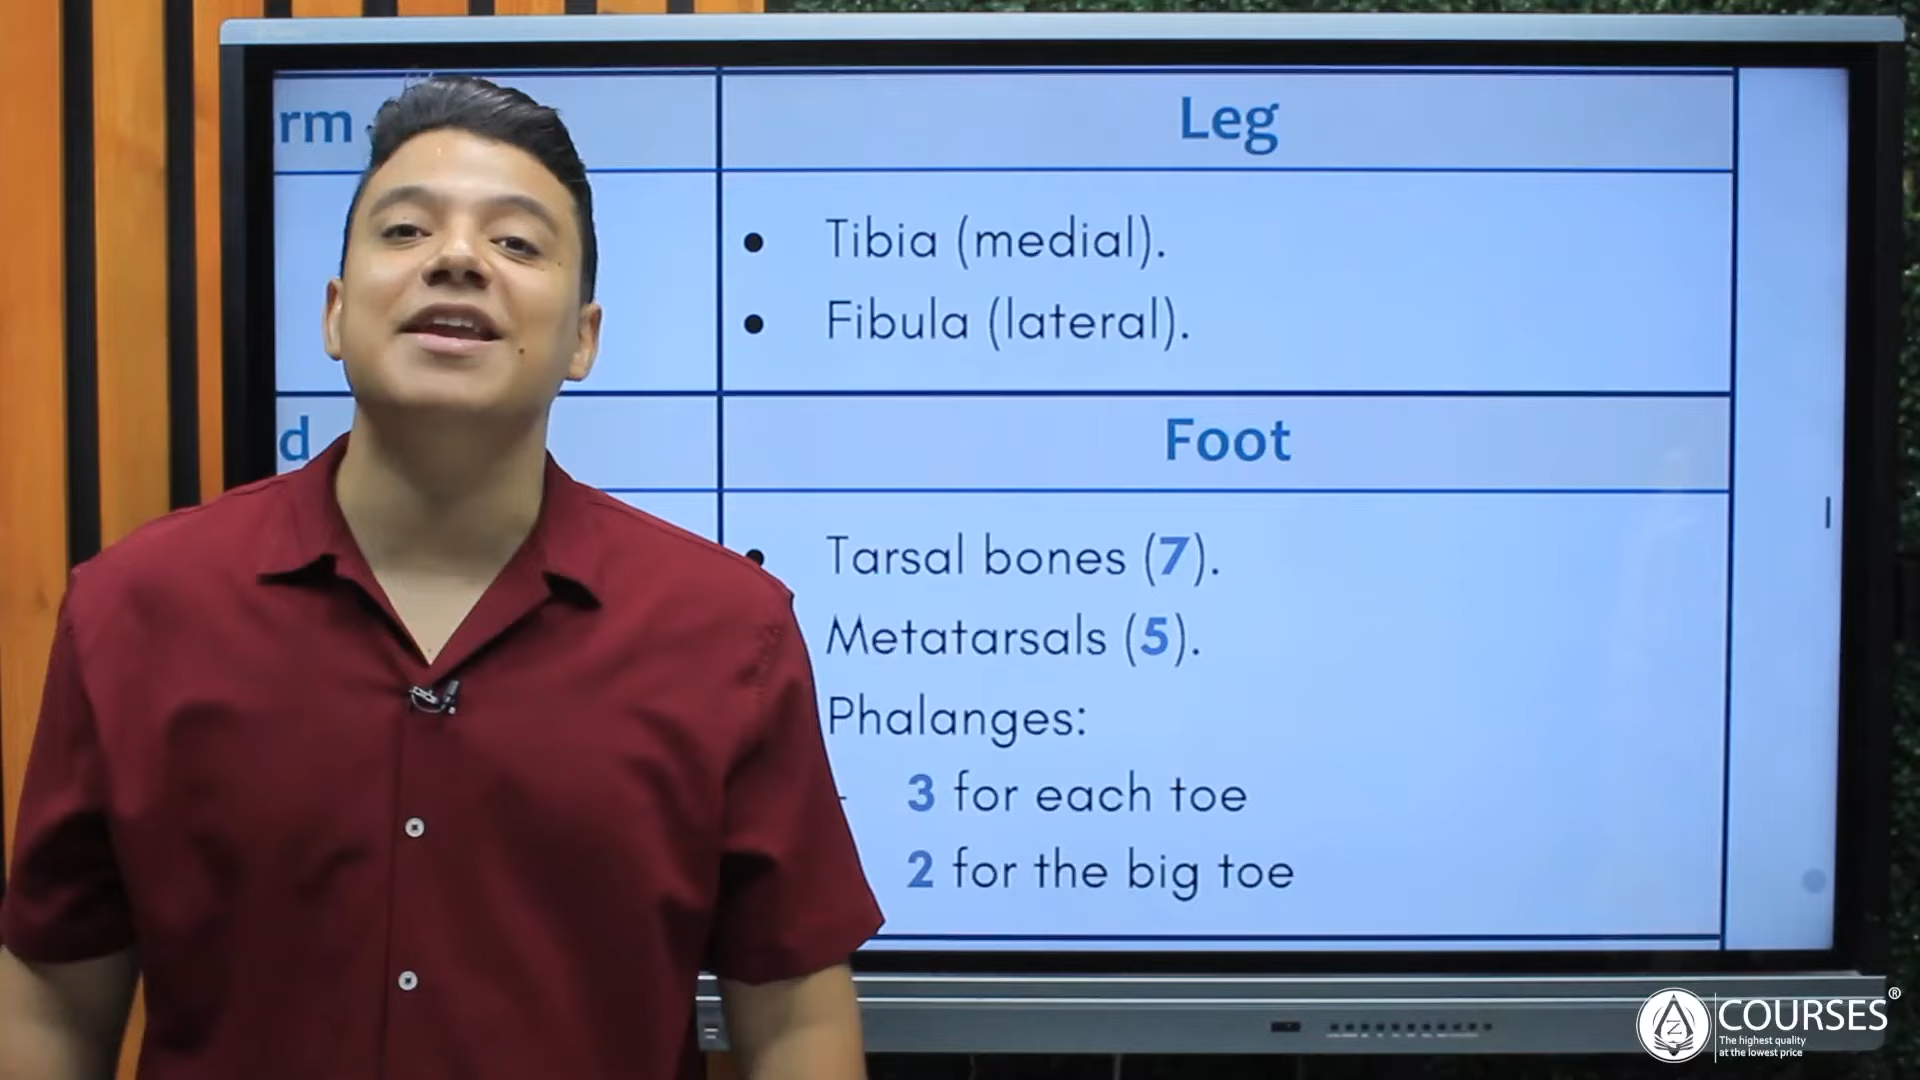 rm
Leg
• Tibia (medial).
• Fibula (lateral).
d
Foot
• Tarsal bones (7).
Metatarsals (5).
Phalanges:
- 3 for each toe
2 for the big toe
AZ COURSES®
The highest quality
at the lowest price